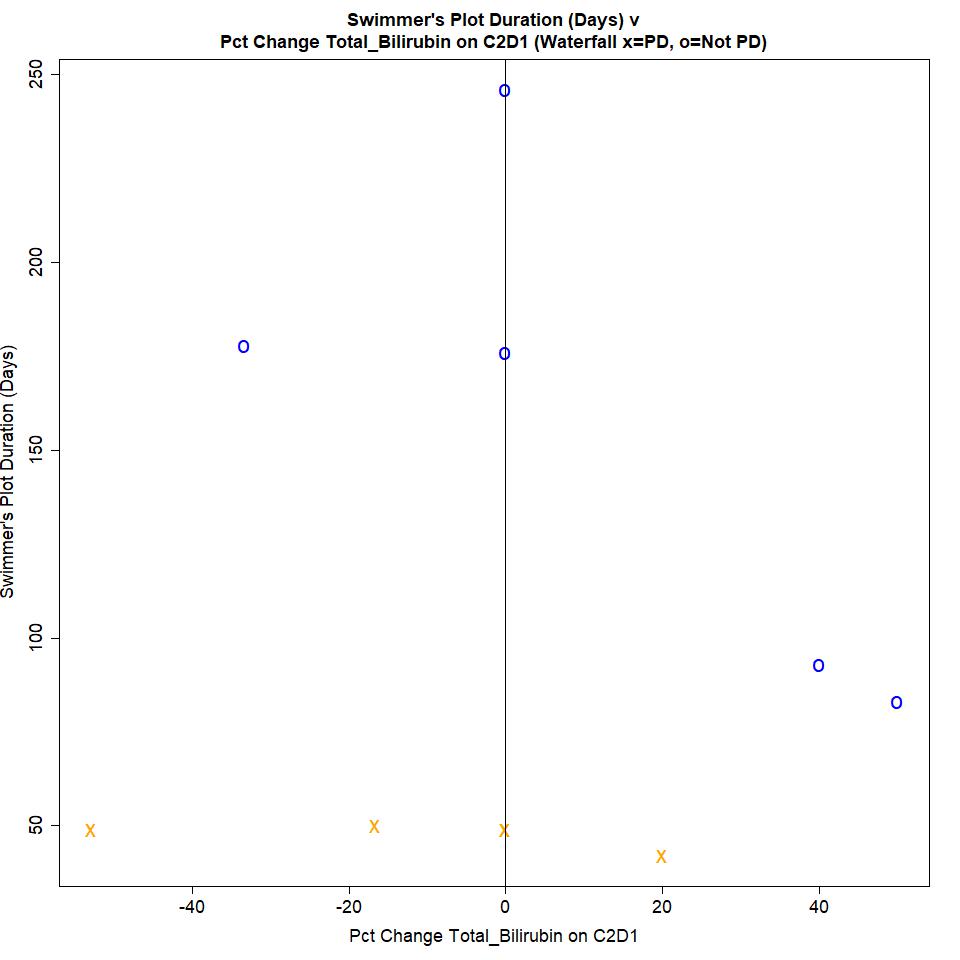 Swimmer's Plot Duration (Days) v
Pct Change Total_Bilirubin on C2D1 (Waterfall x=PD, o=Not PD)
250
200
150
100
50
Swimmer's Plot Duration (Days)
o
o
o
o
o
x
x
x
x
-40
-20
0
20
40
Pct Change Total_Bilirubin on C2D1